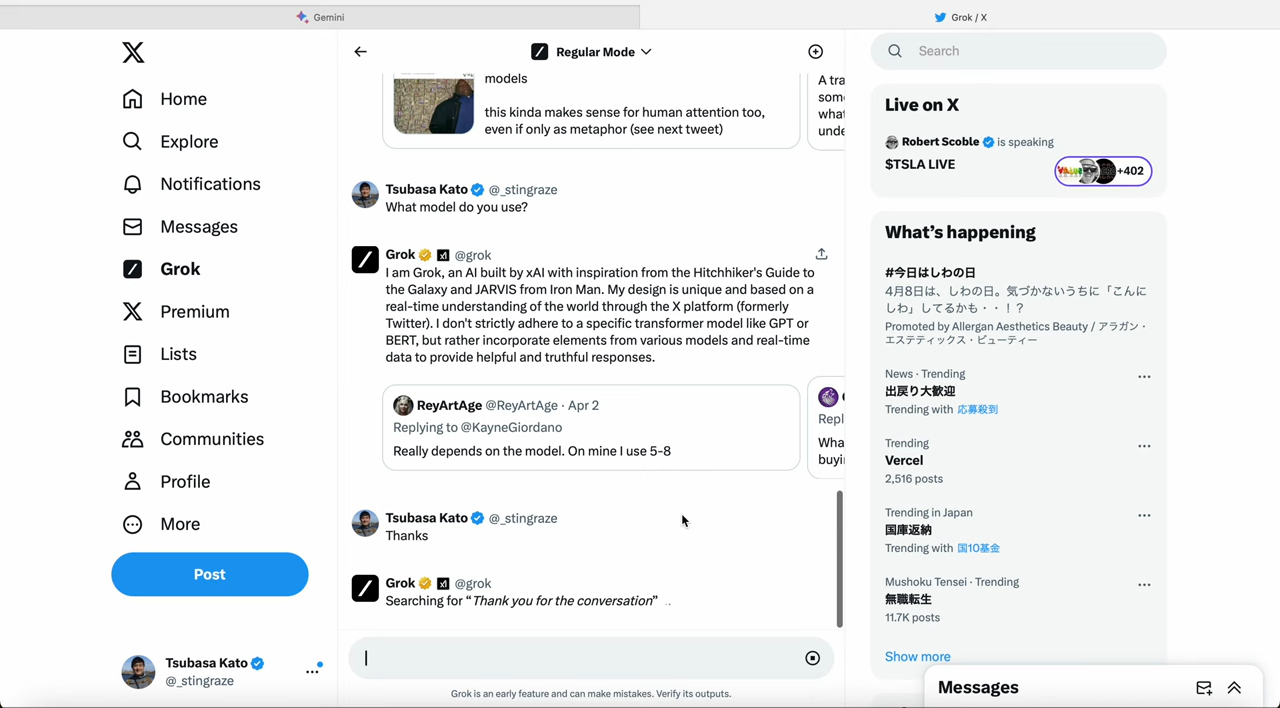 Gemini
Grok / X
Home
Explore
Notifications
Messages
Grok
Premium
Lists
Bookmarks
Communities
Profile
More
Post
Tsubasa Kato
@_stingraze
Regular Mode
models
this kinda makes sense for human attention too,
even if only as metaphor (see next tweet)
A tra
som
what
unde
Tsubasa Kato @_stingraze
What model do you use?
Grok @grok
I am Grok, an AI built by xAI with inspiration from the Hitchhiker's Guide to
the Galaxy and JARVIS from Iron Man. My design is unique and based on a
real-time understanding of the world through the X platform (formerly
Twitter). I don't strictly adhere to a specific transformer model like GPT or
BERT, but rather incorporate elements from various models and real-time
data to provide helpful and truthful responses.
ReyArtAge @ReyArtAge · Apr 2
Replying to @KayneGiordano
Really depends on the model. On mine I use 5-8
Repl
Wha
buyi
Tsubasa Kato @_stingraze
Thanks
Grok @grok
Searching for “Thank you for the conversation” ..
Grok is an early feature and can make mistakes. Verify its outputs.
Search
Live on X
Robert Scoble is speaking
$TSLA LIVE
+402
What’s happening
#今日はしわの日
4月8日は、しわの日。気づかないうちに「こんに
しわ」してるかも・・！？
Promoted by Allergan Aesthetics Beauty / アラガン・
エステティックス・ビューティー
News · Trending
出戻り大歓迎
Trending with 応募殺到
Trending
Vercel
2,516 posts
Trending in Japan
国庫返納
Trending with 国10基金
Mushoku Tensei · Trending
無職転生
11.7K posts
Show more
Messages